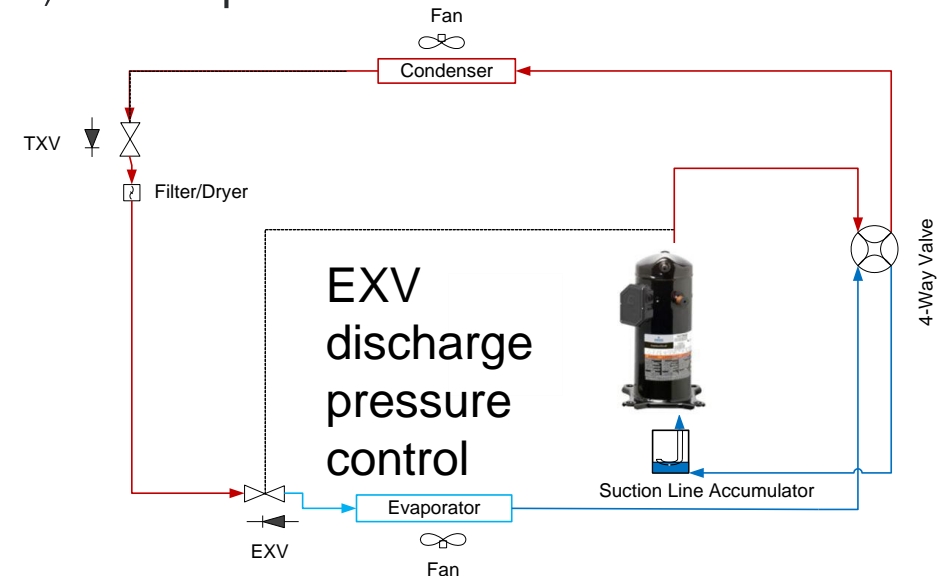 Fan
Condenser
TXV
Filter/Dryer
4-Way Valve
EXV
discharge
pressure
control
Suction Line Accumulator
Evaporator
EXV
Fan